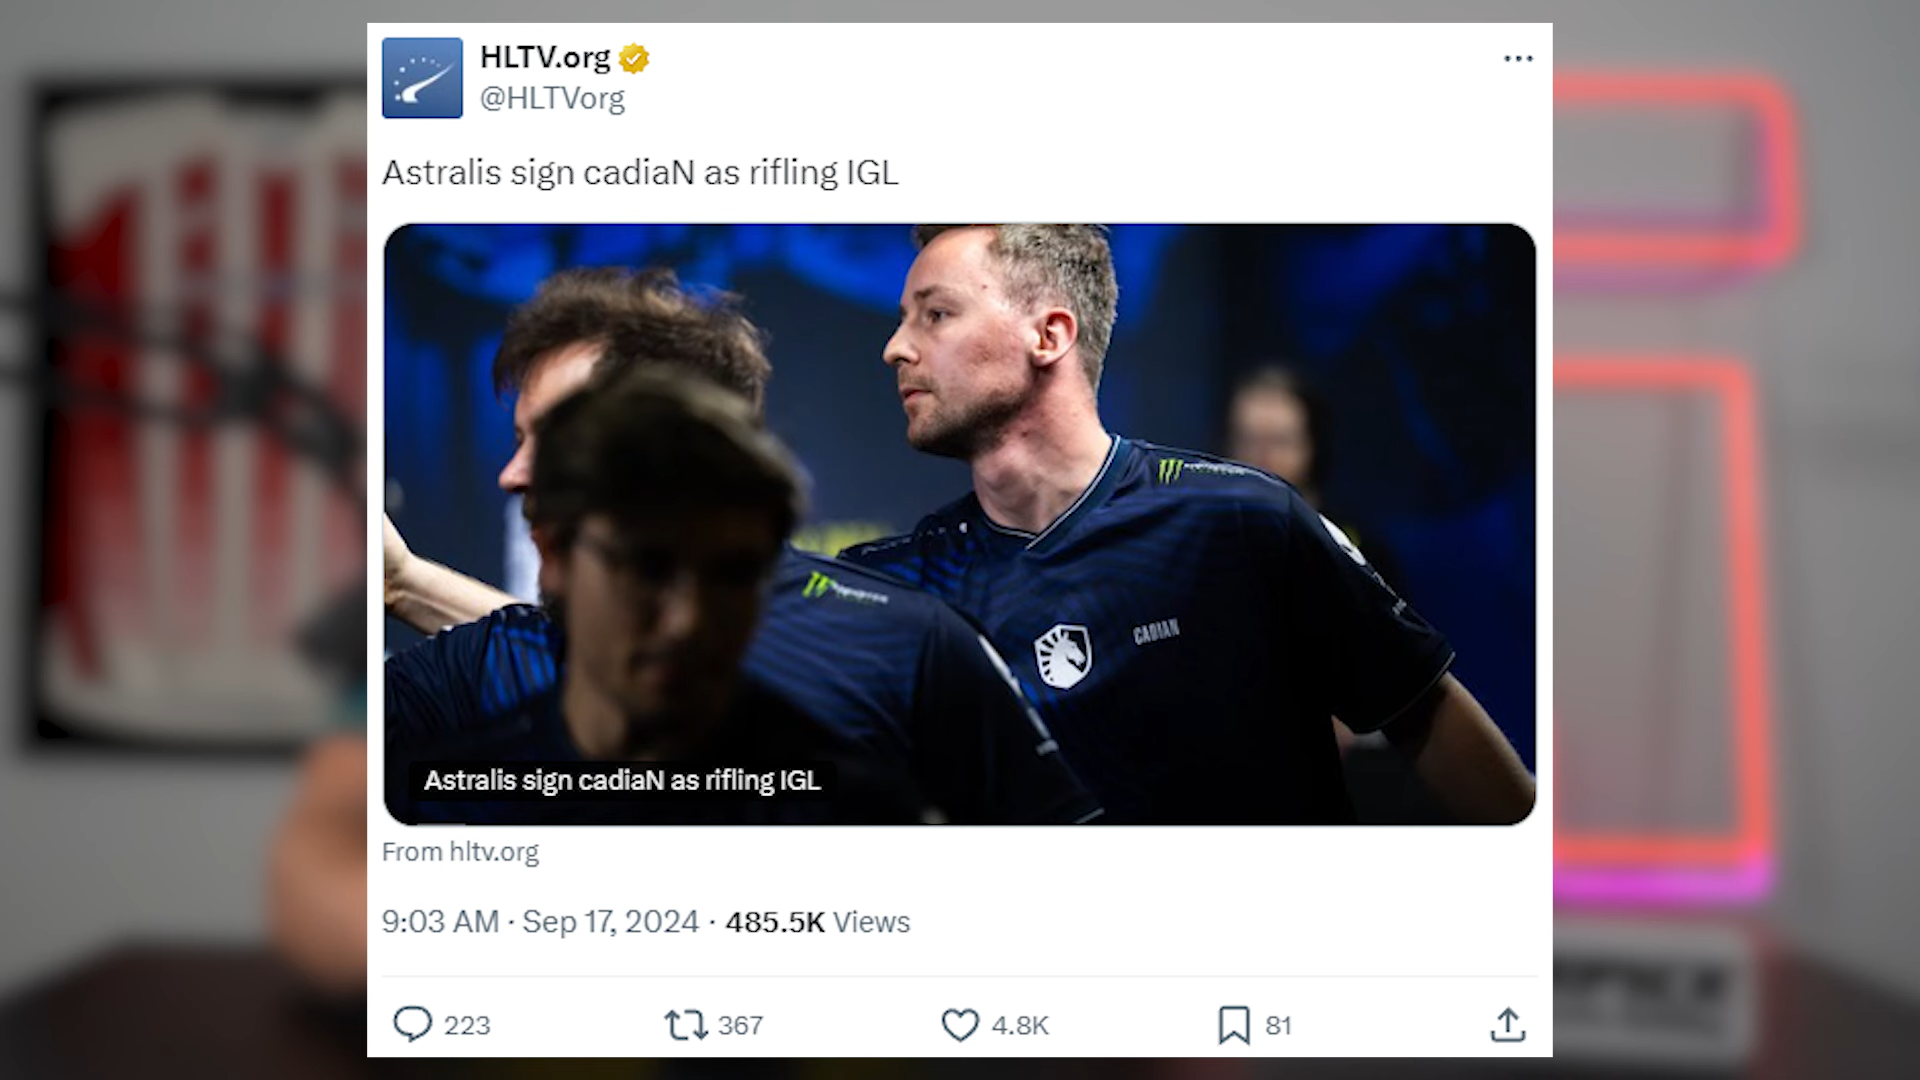 HLTV.org
@HLTVorg
Astralis sign cadiaN as rifling IGL
CADIAN
Astralis sign cadiaN as rifling IGL
From hltv.org
9:03 AM · Sep 17, 2024 · 485.5K Views
223 367 4.8K 81